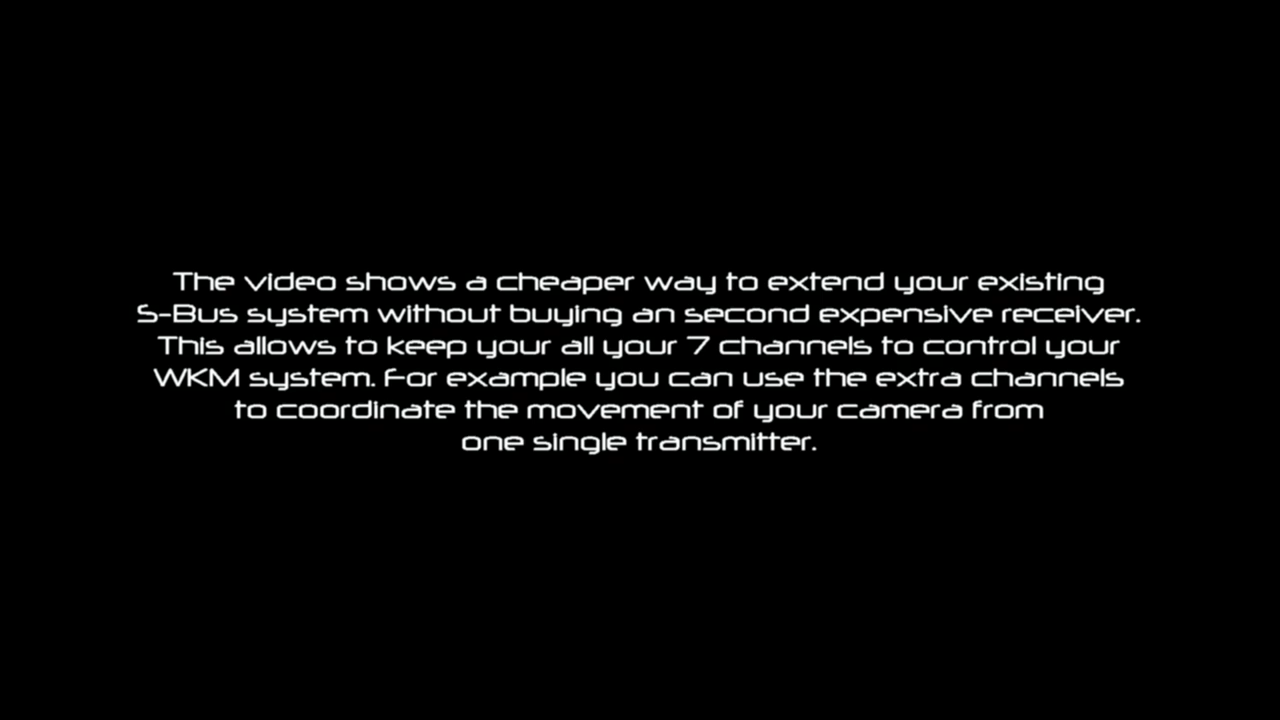 The video shows a cheaper way to extend your existing
S-Bus system without buying an second expensive receiver.
This allows to keep your all your 7 channels to control your
WKM system. For example you can use the extra channels
to coordinate the movement of your camera from
one single transmitter.